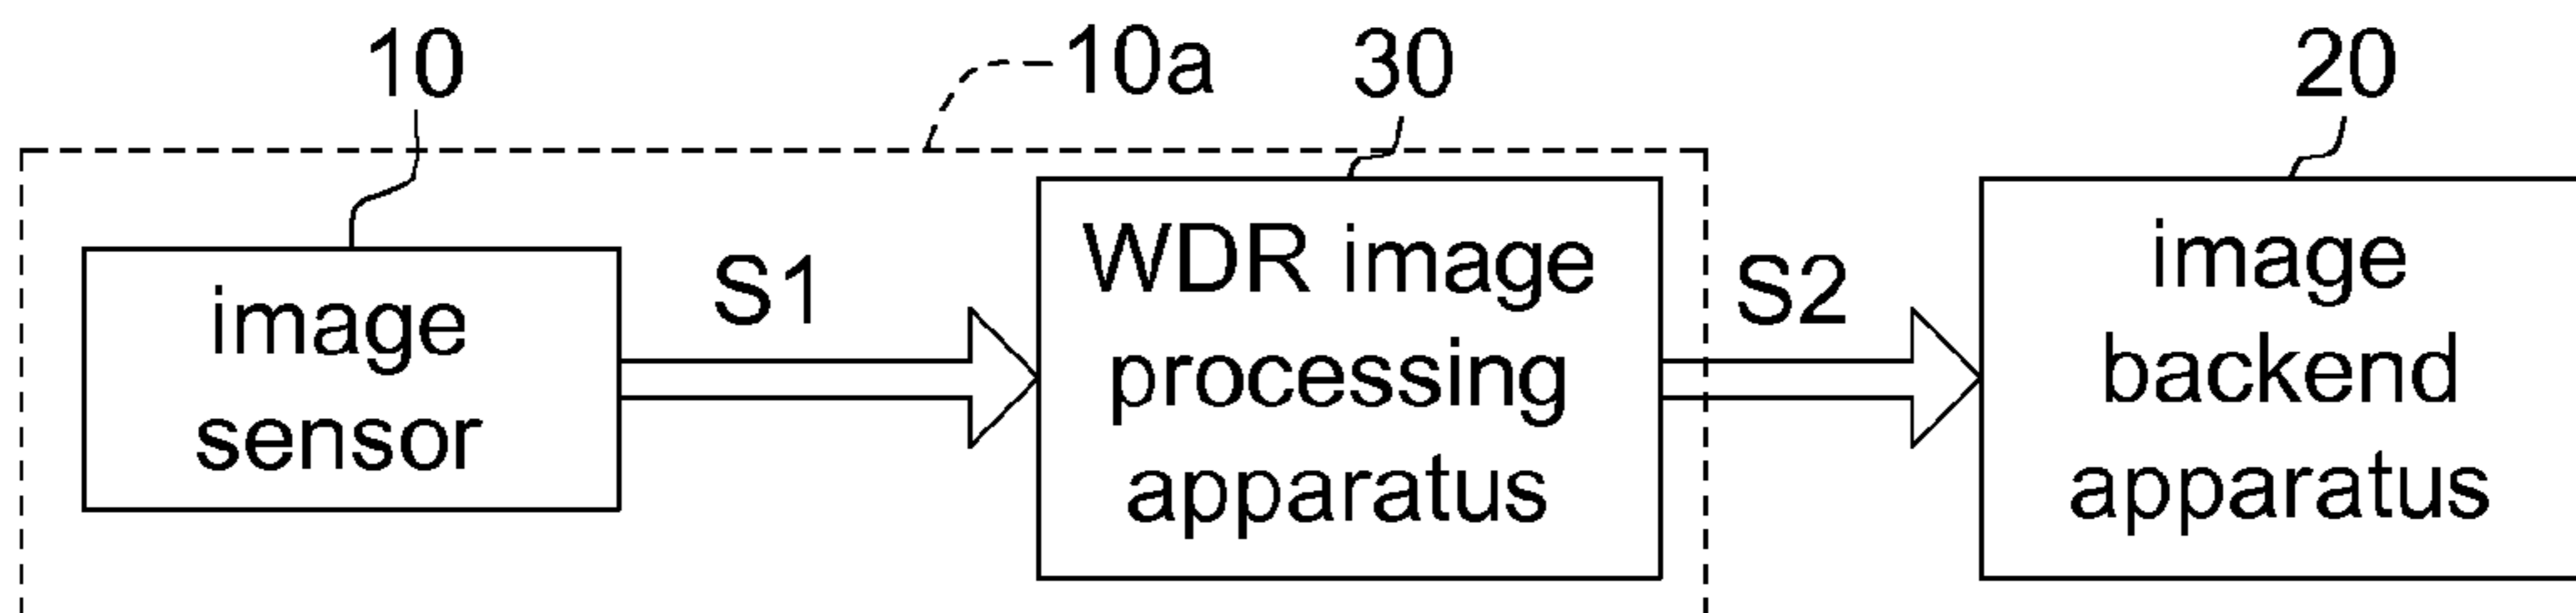 10
10a
30
20
image
sensor
S1
WDR image
processing
apparatus
S2
image
backend
apparatus